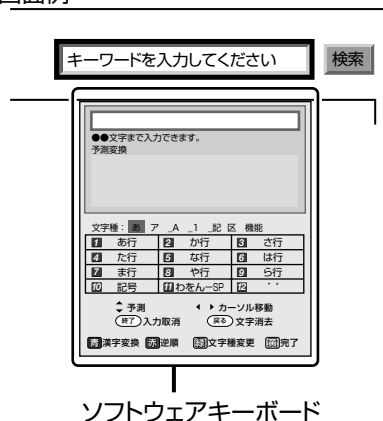 キーワードを入力してください 検索
●●文字まで入力できます。
予測変換
文字種： あ ア _A _1 _記 区 機能
1 あ行 2 か行 3 さ行
4 た行 5 な行 6 は行
7 ま行 8 や行 9 ら行
10 記号 11 わをん－SP 12 ゛゜
予測 カーソル移動
終了 入力取消 戻る 文字消去
青 漢字変換 赤 逆順 緑 文字種変更 完了
ソフトウェアキーボード